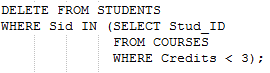 DELETE FROM STUDENTS
WHERE Sid IN (SELECT Stud_ID
FROM COURSES
WHERE Credits < 3);